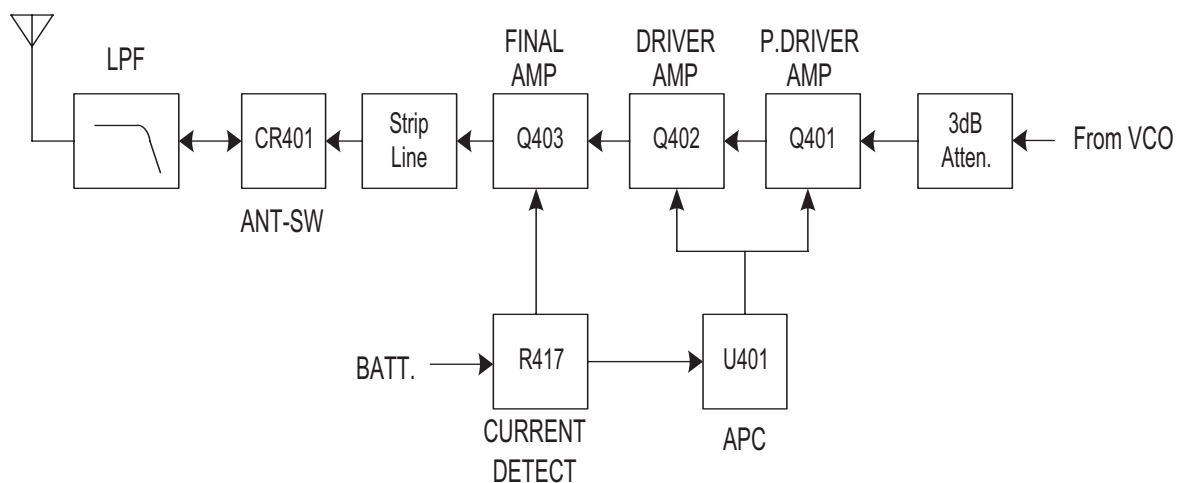 LPF
CR401
ANT-SW
Strip
Line
FINAL
AMP
Q403
DRIVER
AMP
Q402
P.DRIVER
AMP
Q401
3dB
Atten.
From VCO
BATT.
R417
CURRENT
DETECT
U401
APC